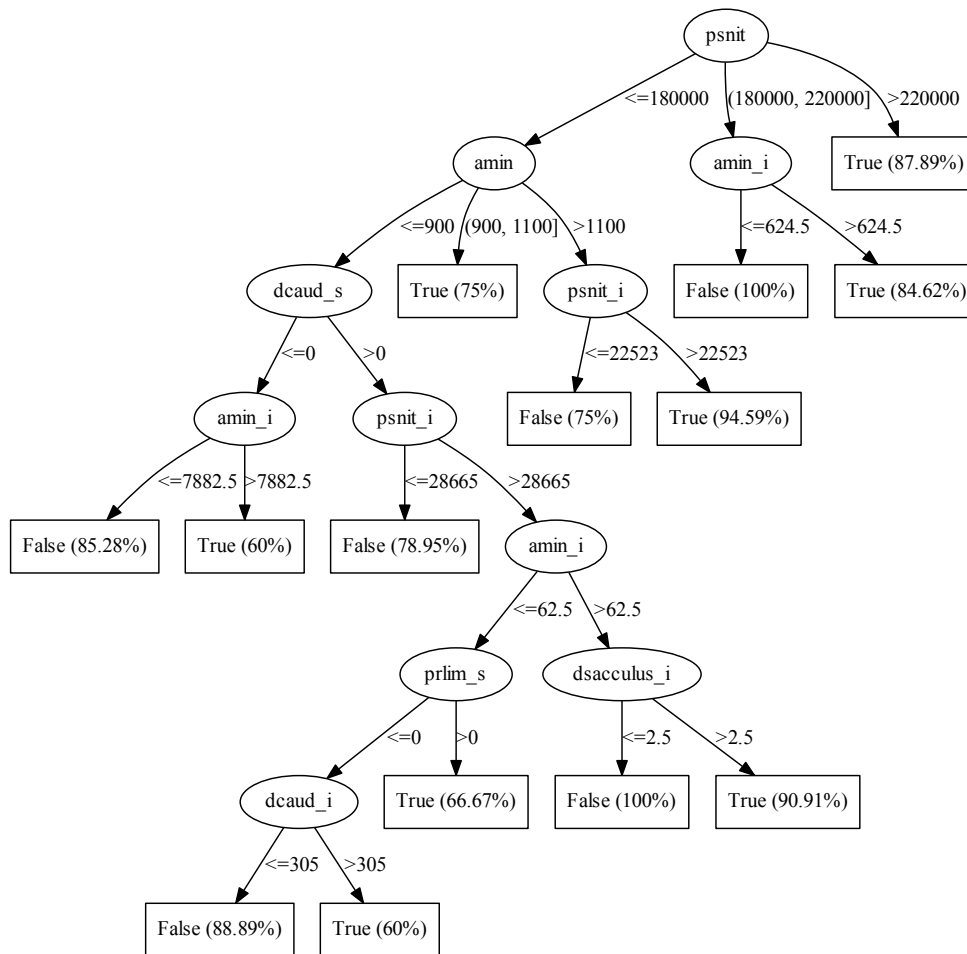 psnit
<=180000
(180000, 220000]
>220000
amin
amin_i
True (87.89%)
<=900
(900, 1100]
>1100
<=624.5
>624.5
dcaud_s
True (75%)
psnit_i
False (100%)
True (84.62%)
<=0
>0
<=22523
>22523
amin_i
psnit_i
False (75%)
True (94.59%)
<=7882.5
>7882.5
<=28665
>28665
False (85.28%)
True (60%)
False (78.95%)
amin_i
<=62.5
>62.5
prlim_s
dsacculus_i
<=0
>0
<=2.5
>2.5
dcaud_i
True (66.67%)
False (100%)
True (90.91%)
<=305
>305
False (88.89%)
True (60%)